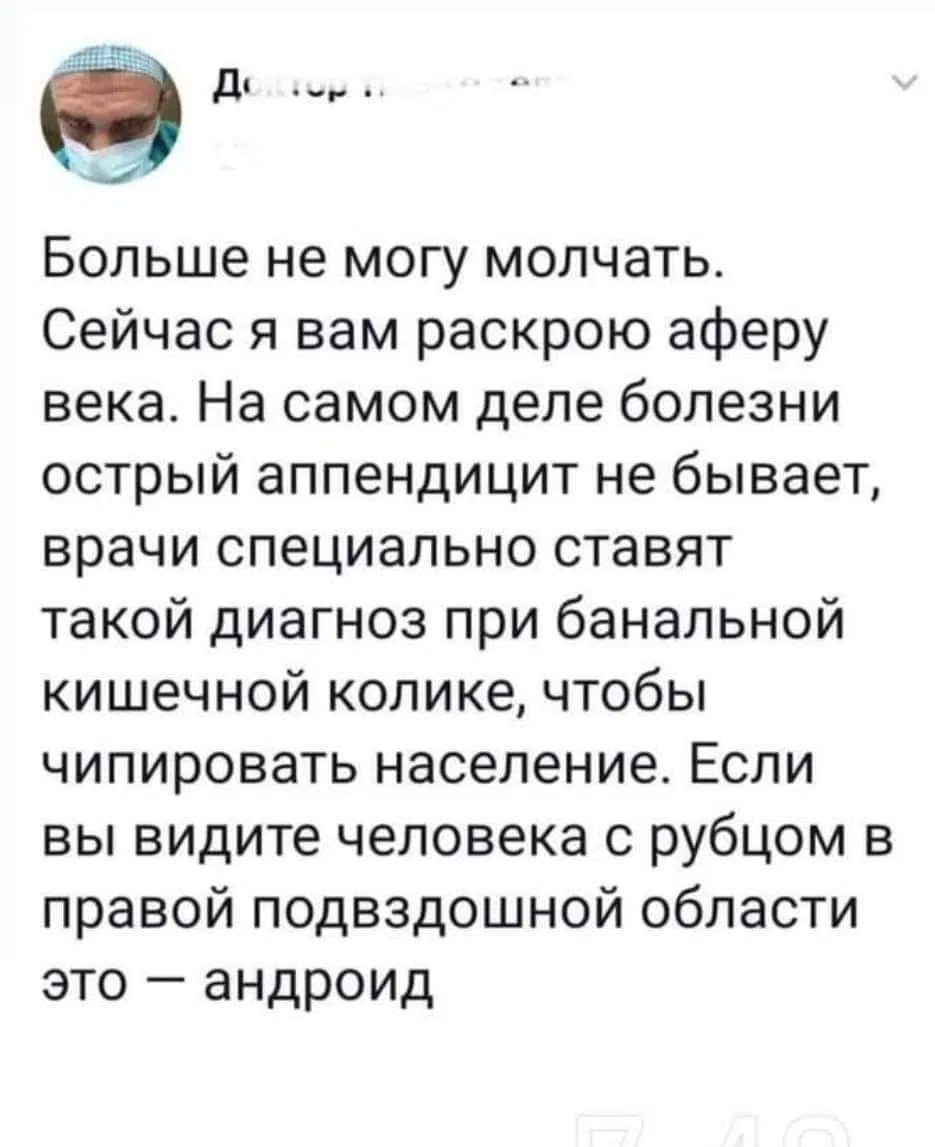 Больше не могу молчать.
Сейчас я вам раскрою аферу
века. На самом деле болезни
острый аппендицит не бывает,
врачи специально ставят
такой диагноз при банальной
кишечной колике, чтобы
чипировать население. Если
вы видите человека с рубцом в
правой подвздошной области
это — андроид